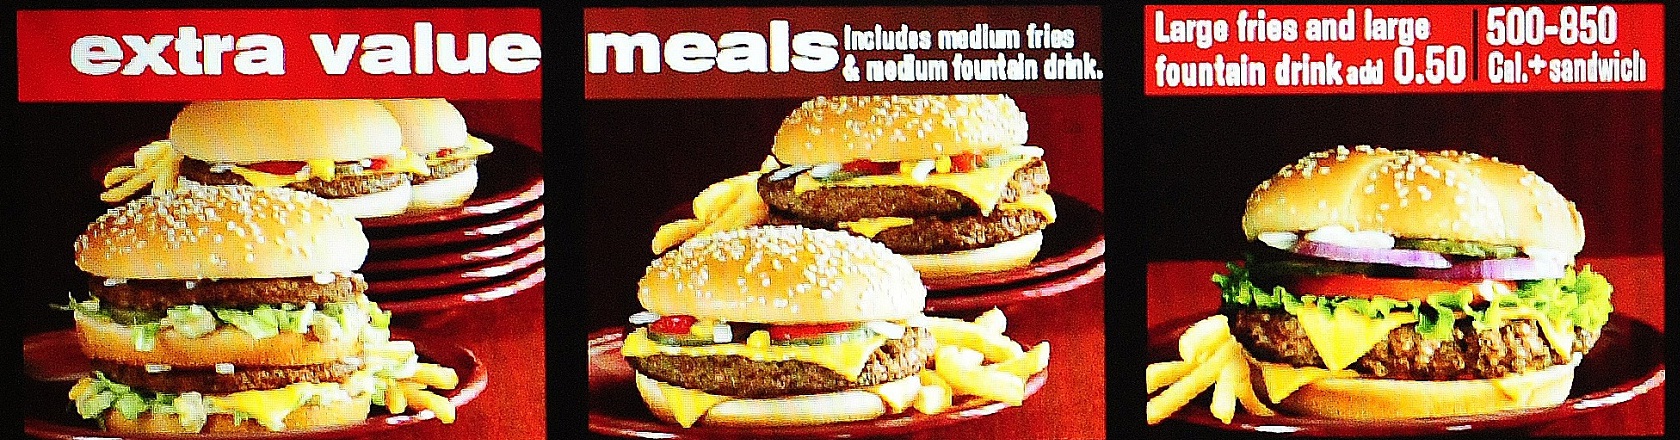 extra value meals
Includes medium fries
& medium fountain drink.
Large fries and large
fountain drink add 0.50
500-850
Cal.+ sandwich